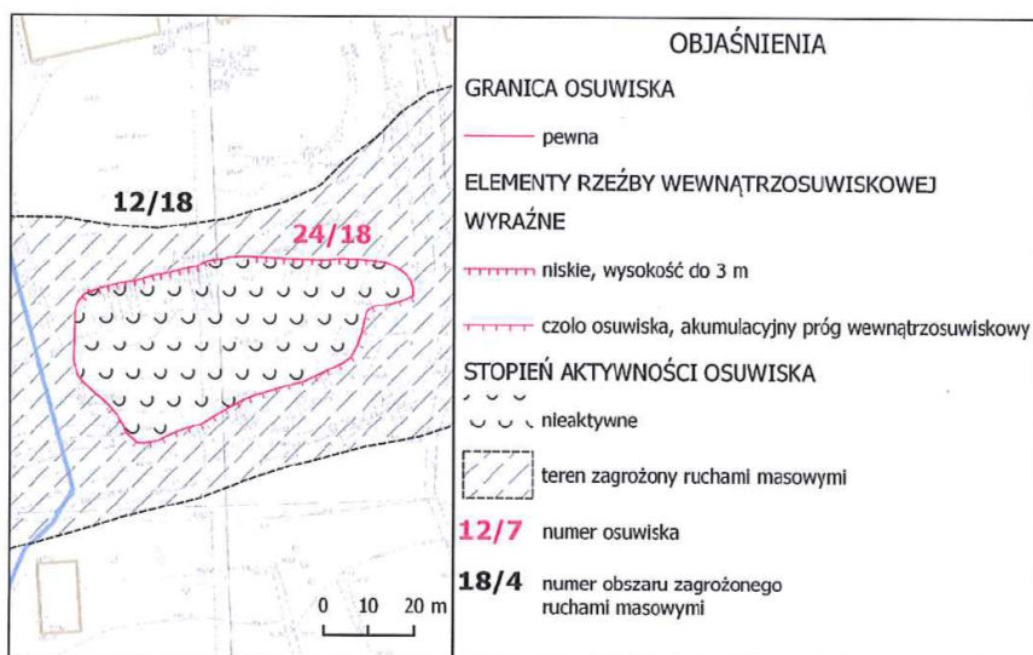 12/18
24/18
0 10 20 m
OBJAŚNIENIA
GRANICA OSUWISKA
pewna
ELEMENTY RZEŹBY WEWNĄTRZOSUWISKOWEJ
WYRAŹNE
niskie, wysokość do 3 m
czoło osuwiska, akumulacyjny próg wewnątrzosuwiskowy
STOPIEŃ AKTYWNOŚCI OSUWISKA
nieaktywne
teren zagrożony ruchami masowymi
12/7 numer osuwiska
18/4 numer obszaru zagrożonego
ruchami masowymi